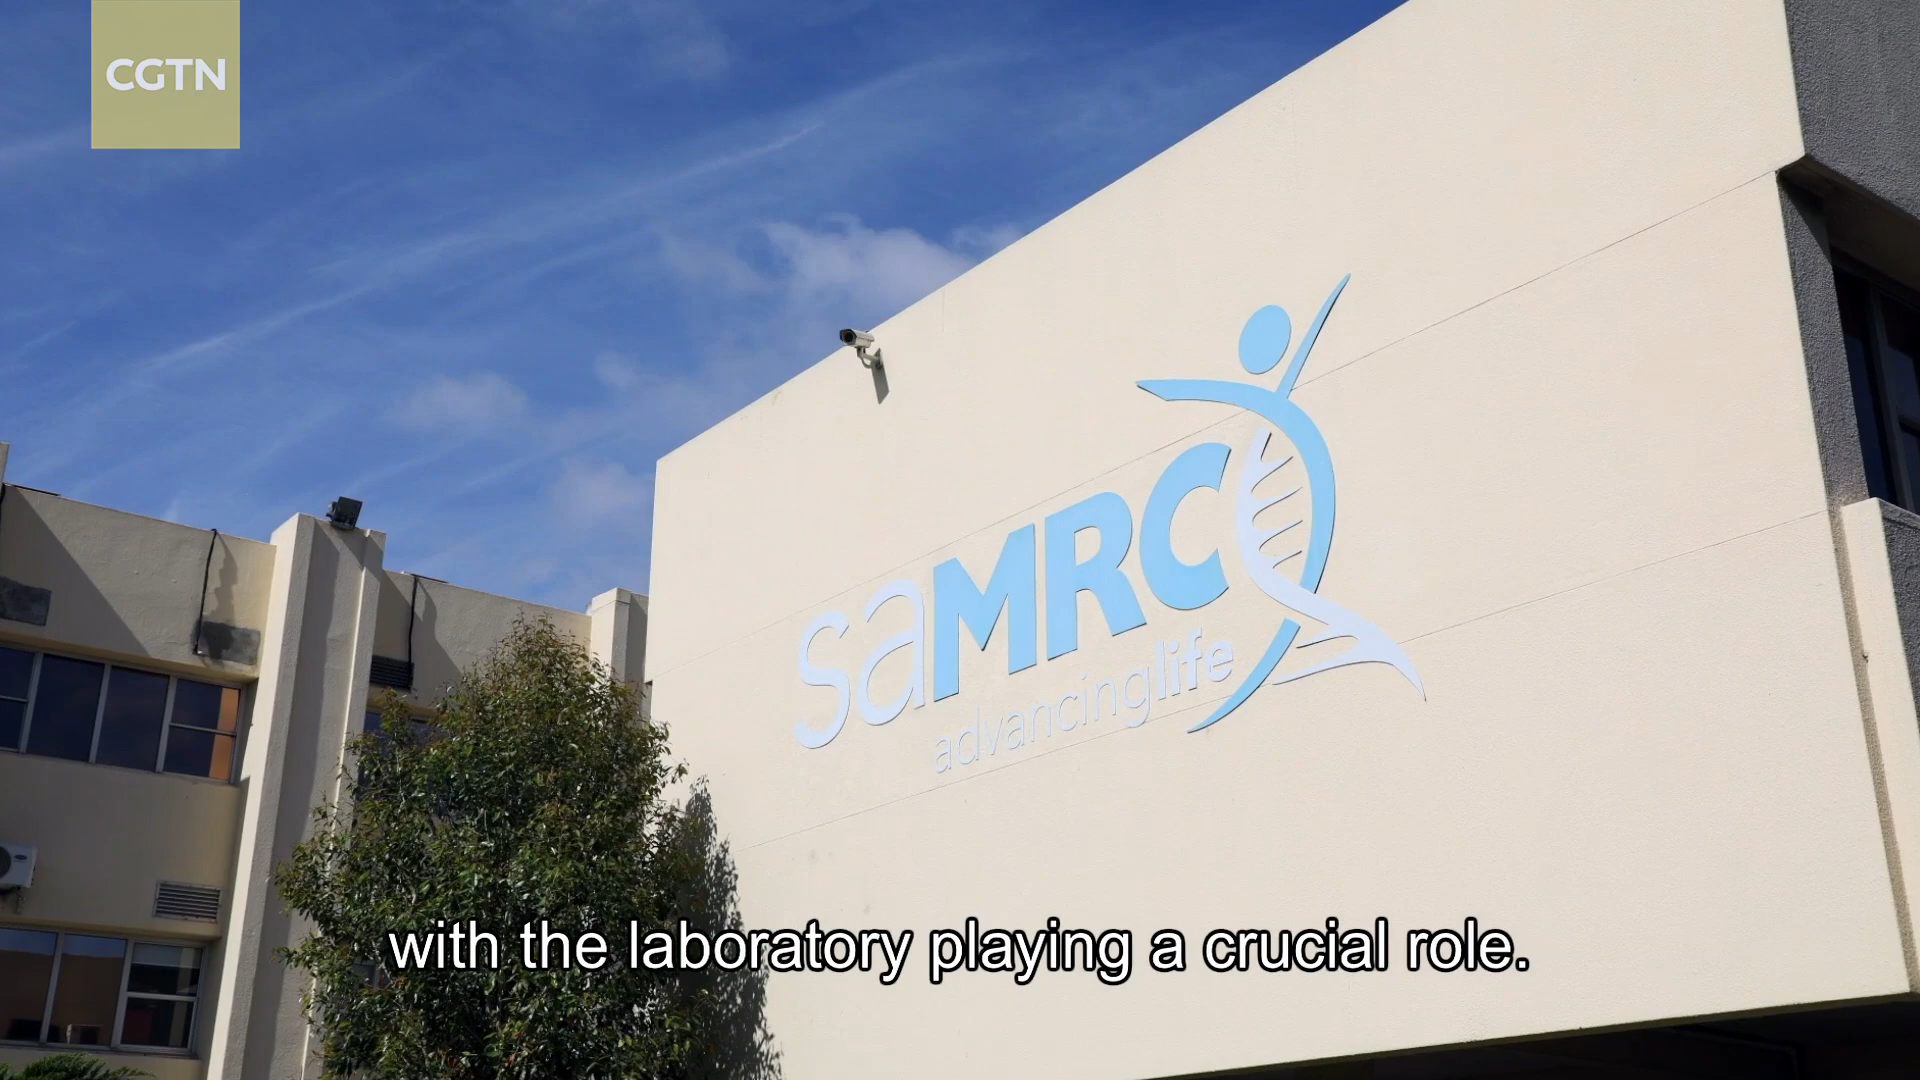 CGTN
saMRC
advancinglife
with the laboratory playing a crucial role.